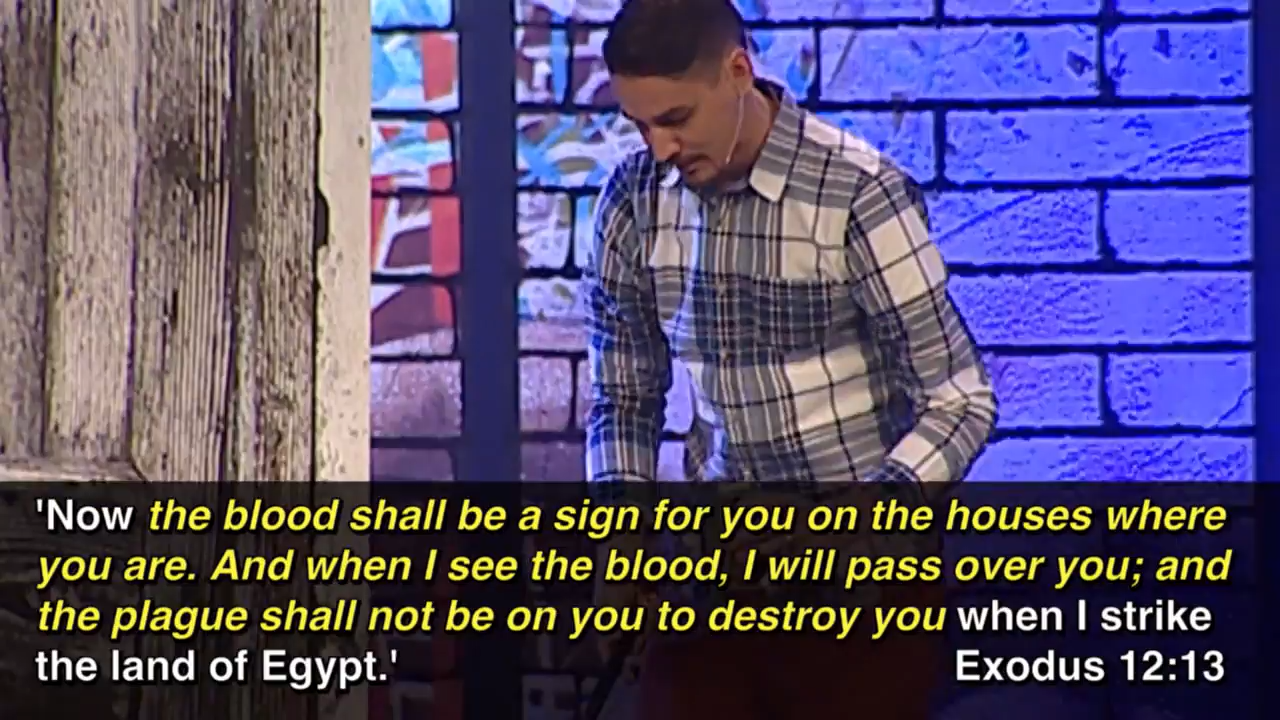 'Now the blood shall be a sign for you on the houses where
you are. And when I see the blood, I will pass over you; and
the plague shall not be on you to destroy you when I strike
the land of Egypt.' Exodus 12:13